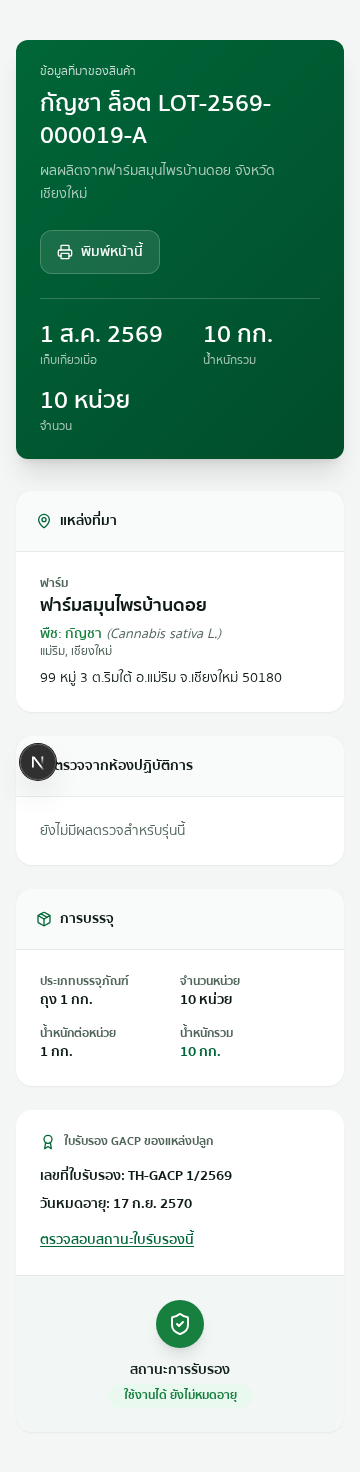 ข้อมูลที่มาของสินค้า
กัญชา ล็อต LOT-2569-
000019-A
ผลผลิตจากฟาร์มสมุนไพรบ้านดอย จังหวัด
เชียงใหม่
พิมพ์หน้านี้
1 ส.ค. 2569
เก็บเกี่ยวเมื่อ
10 กก.
น้ำหนักรวม
10 หน่วย
จำนวน
แหล่งที่มา
ฟาร์ม
ฟาร์มสมุนไพรบ้านดอย
พืช: กัญชา (Cannabis sativa L.)
แม่ริม, เชียงใหม่
99 หมู่ 3 ต.ริมใต้ อ.แม่ริม จ.เชียงใหม่ 50180
N
ตรวจจากห้องปฏิบัติการ
ยังไม่มีผลตรวจสำหรับรุ่นนี้
การบรรจุ
ประเภทบรรจุภัณฑ์
ถุง 1 กก.
จำนวนหน่วย
10 หน่วย
น้ำหนักต่อหน่วย
1 กก.
น้ำหนักรวม
10 กก.
ใบรับรอง GACP ของแหล่งปลูก
เลขที่ใบรับรอง: TH-GACP 1/2569
วันหมดอายุ: 17 ก.ย. 2570
ตรวจสอบสถานะใบรับรองนี้
สถานะการรับรอง
ใช้งานได้ ยังไม่หมดอายุ